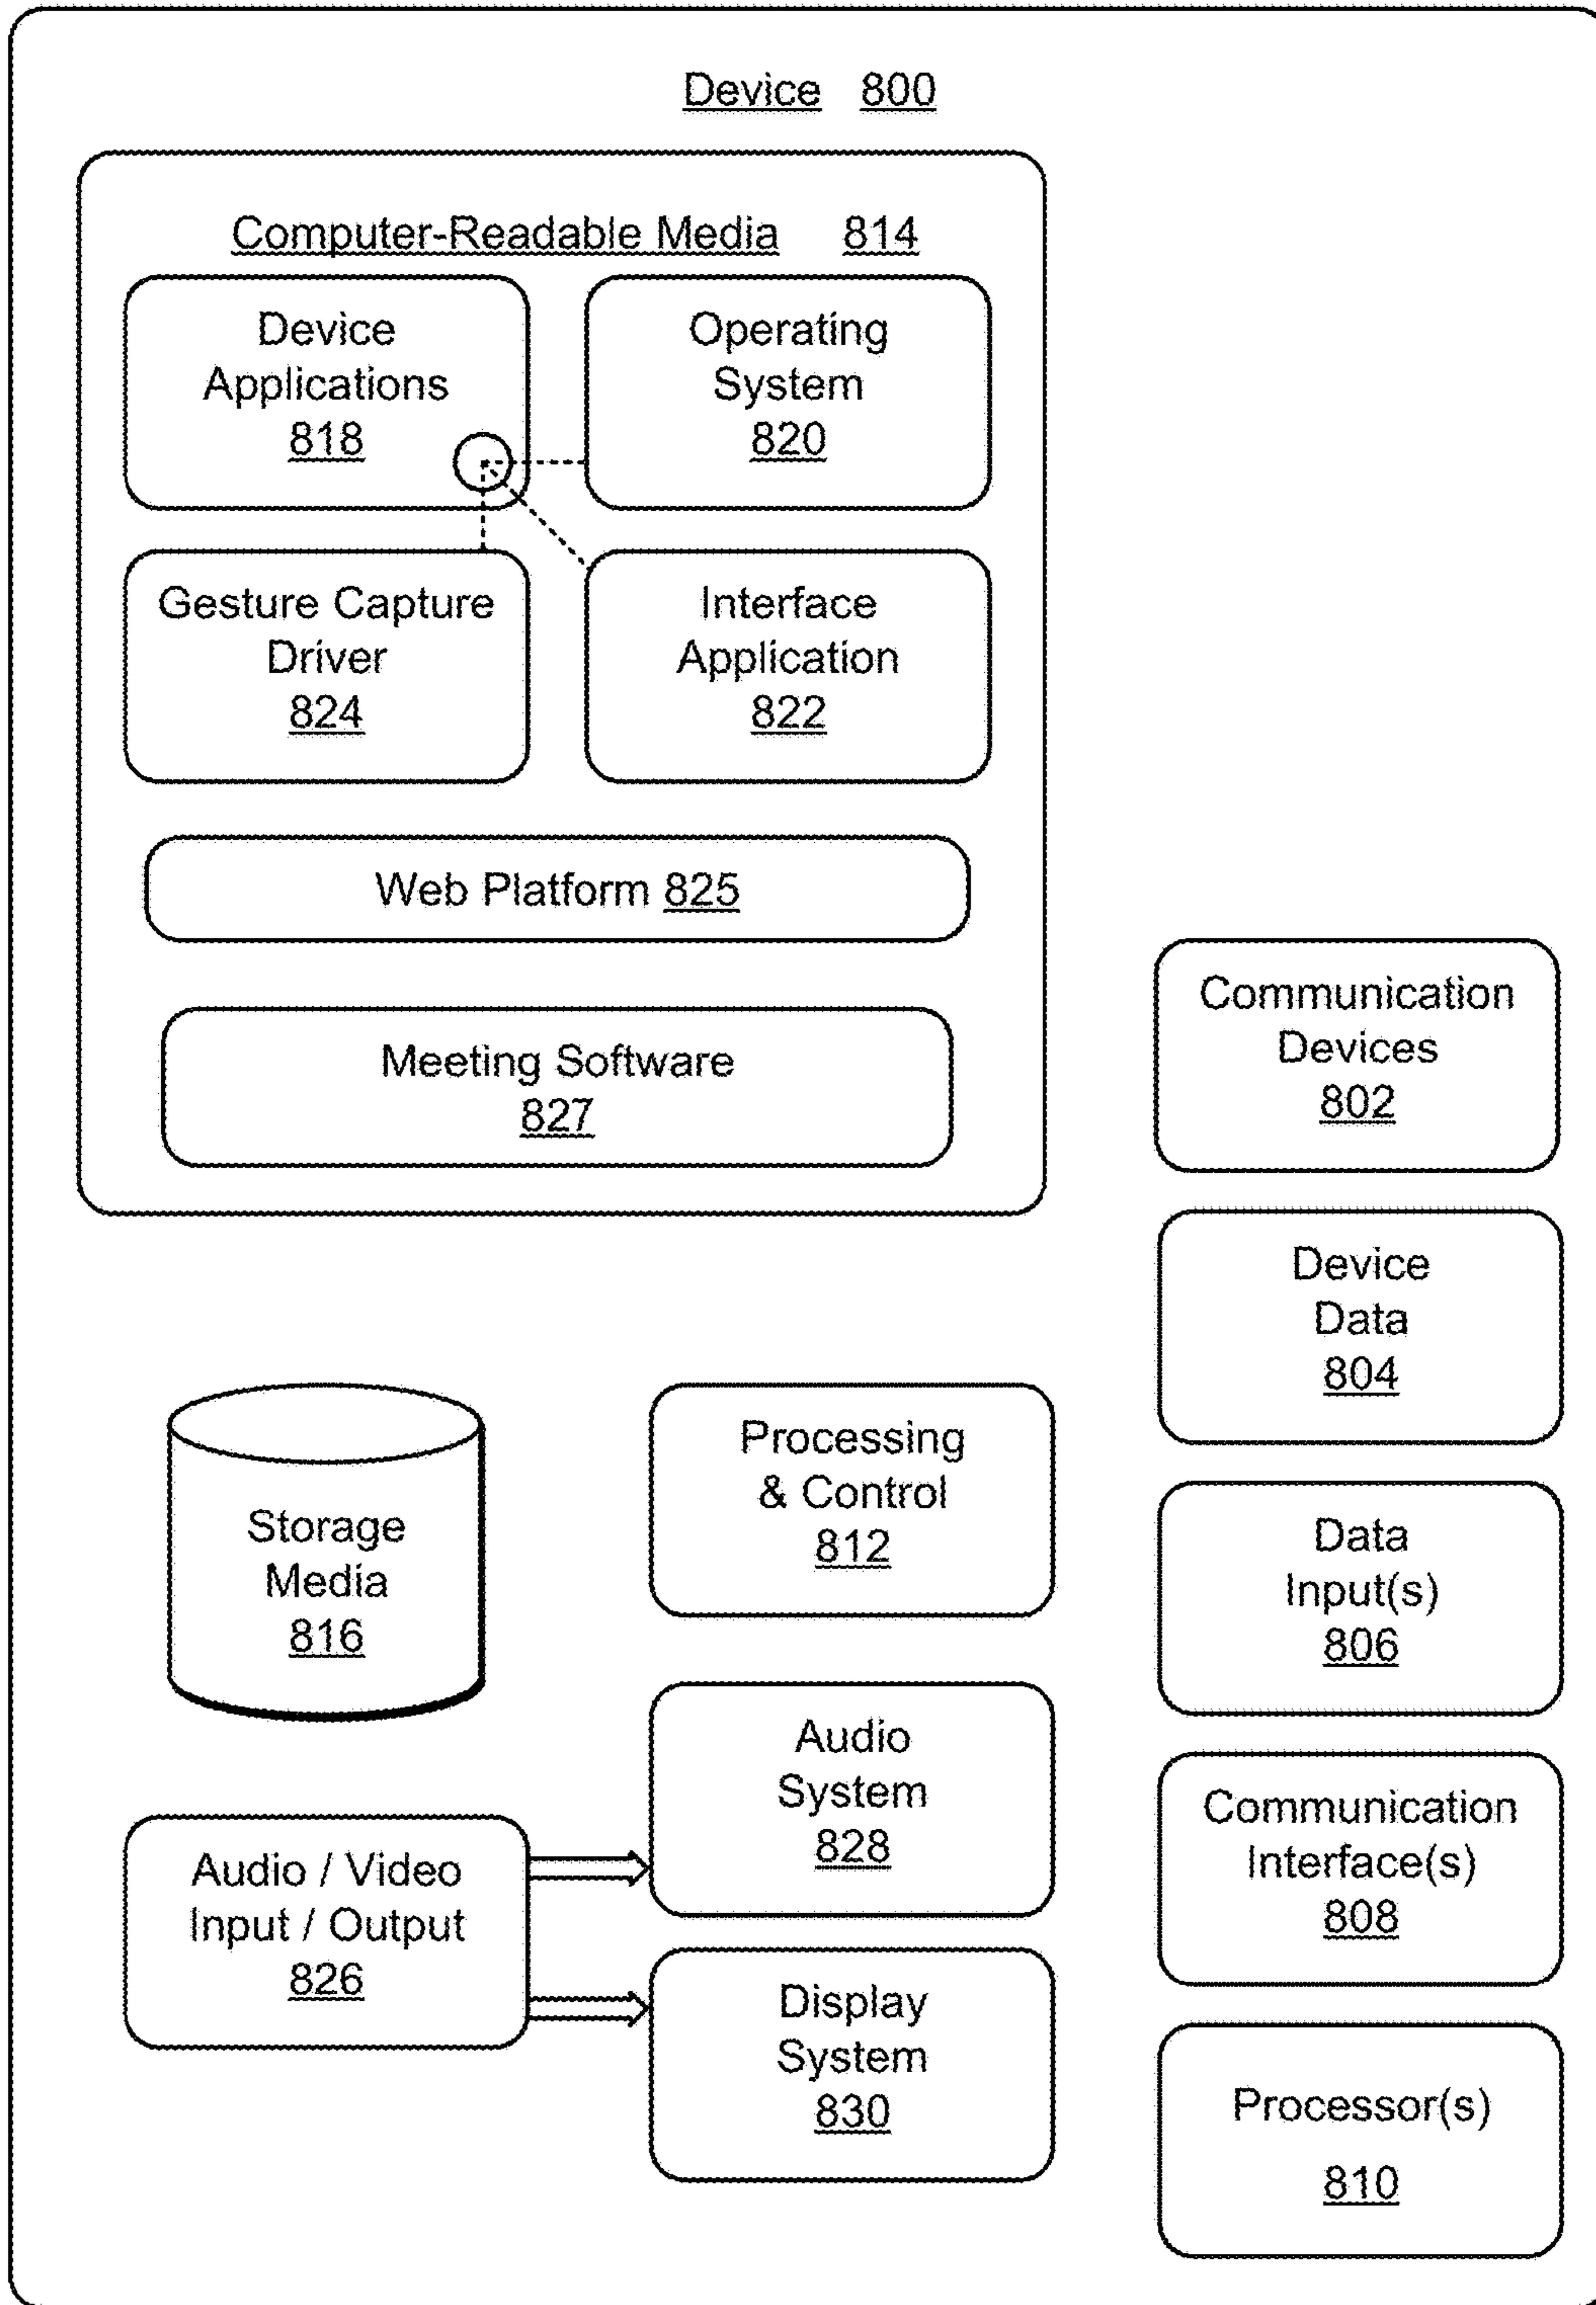 Device 800
Computer-Readable Media 814
Device
Applications
818
Operating
System
820
Gesture Capture
Driver
824
Interface
Application
822
Web Platform 825
Meeting Software
827
Communication
Devices
802
Device
Data
804
Storage
Media
816
Processing
& Control
812
Data
Input(s)
806
Audio / Video
Input / Output
826
Audio
System
828
Display
System
830
Communication
Interface(s)
808
Processor(s)
810